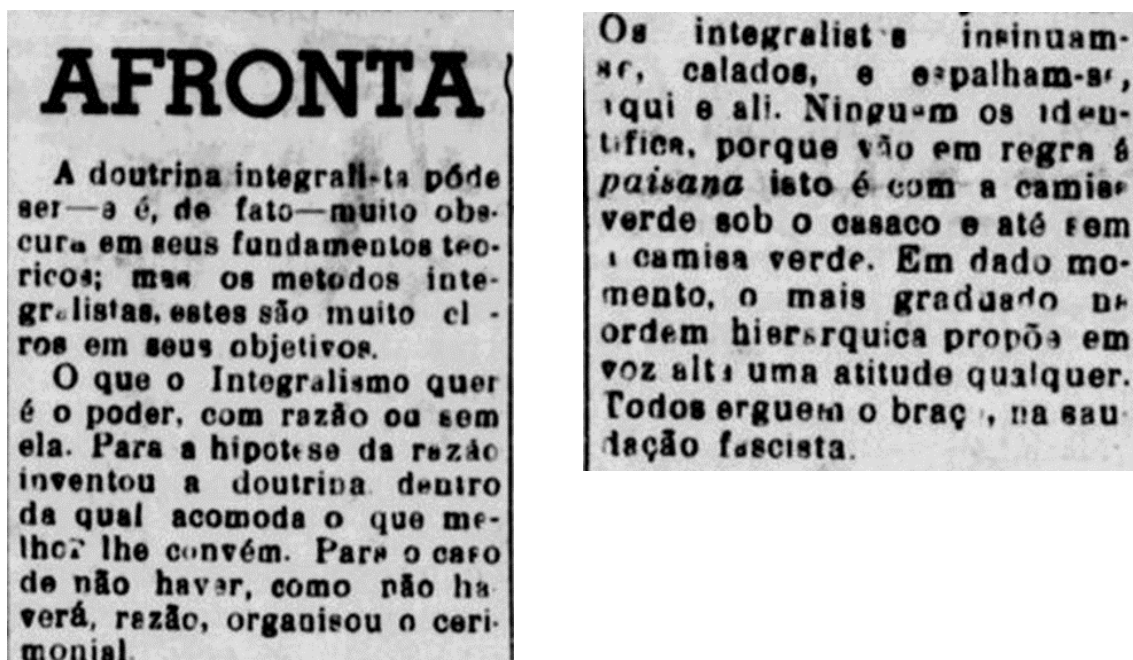 AFRONTA
A doutrina integralista póde
ser—e é, de fato—muito obs-
cura em seus fundamentos teo-
ricos; mas os metodos inte-
gralistas, estes são muito cl-
ros em seus objetivos.
O que o Integralismo quer
é o poder, com razão ou sem
ela. Para a hipotese da razão
inventou a doutrina dentro
da qual acomoda o que me-
lhor lhe convém. Para o caso
de não haver, como não ha-
verá, razão, organisou o ceri-
monial.
Os integralistas insinuam-
se, calados, e espalham-se,
aqui e ali. Ninguem os iden-
tifica, porque vão em regra á
paisana isto é com a camisa
verde sob o casaco e até sem
a camisa verde. Em dado mo-
mento, o mais graduado na
ordem hierarquica propõe em
voz alta uma atitude qualquer.
Todos erguem o braço, na sau-
dação fascista.